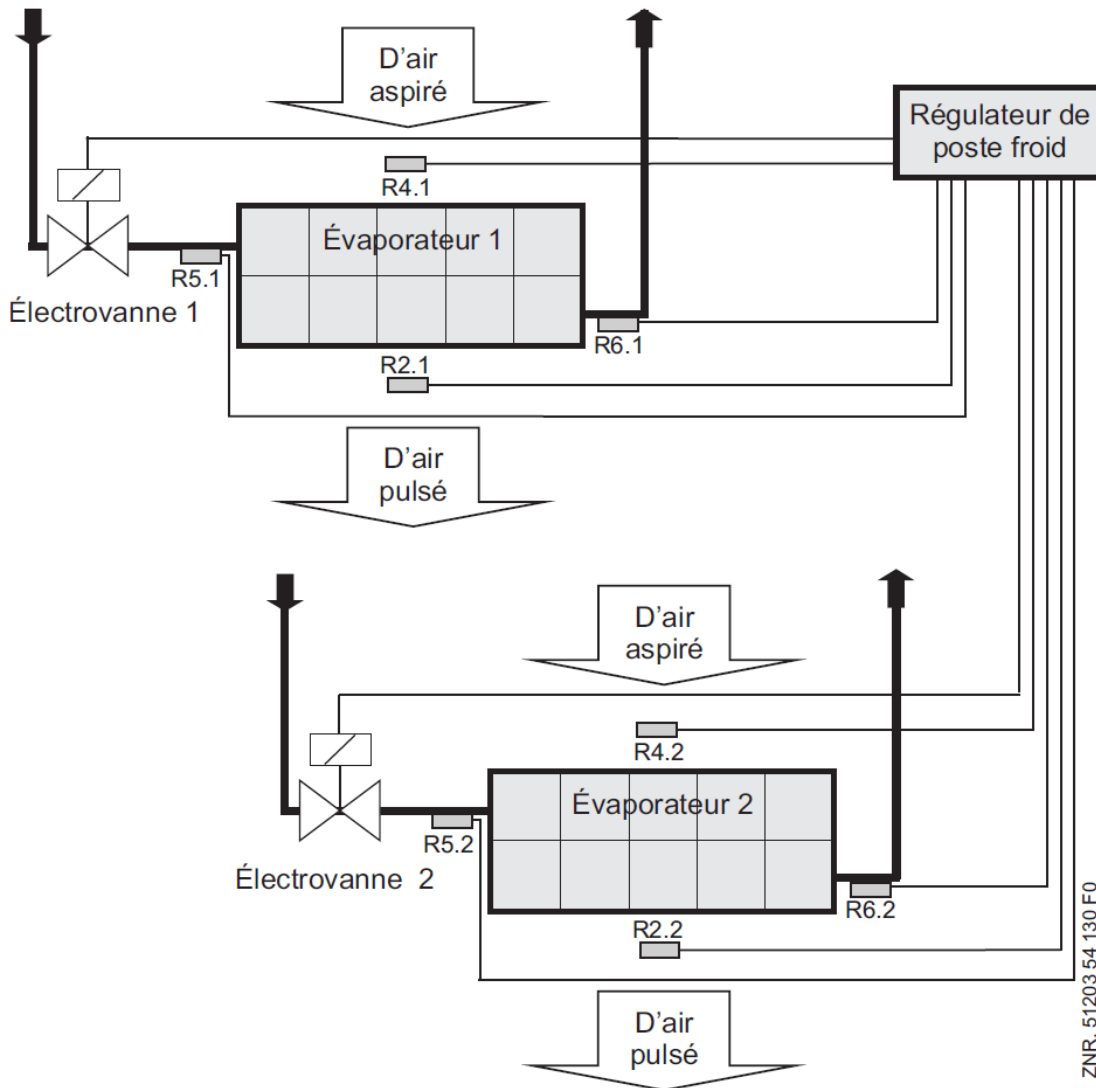 D'air
aspiré
Régulateur de
poste froid
R4.1
Évaporateur 1
R5.1
Électrovanne 1
R6.1
R2.1
D'air
pulsé
D'air
aspiré
R4.2
Évaporateur 2
R5.2
Électrovanne 2
R6.2
R2.2
D'air
pulsé
ZNR. 51203 54 130 F0